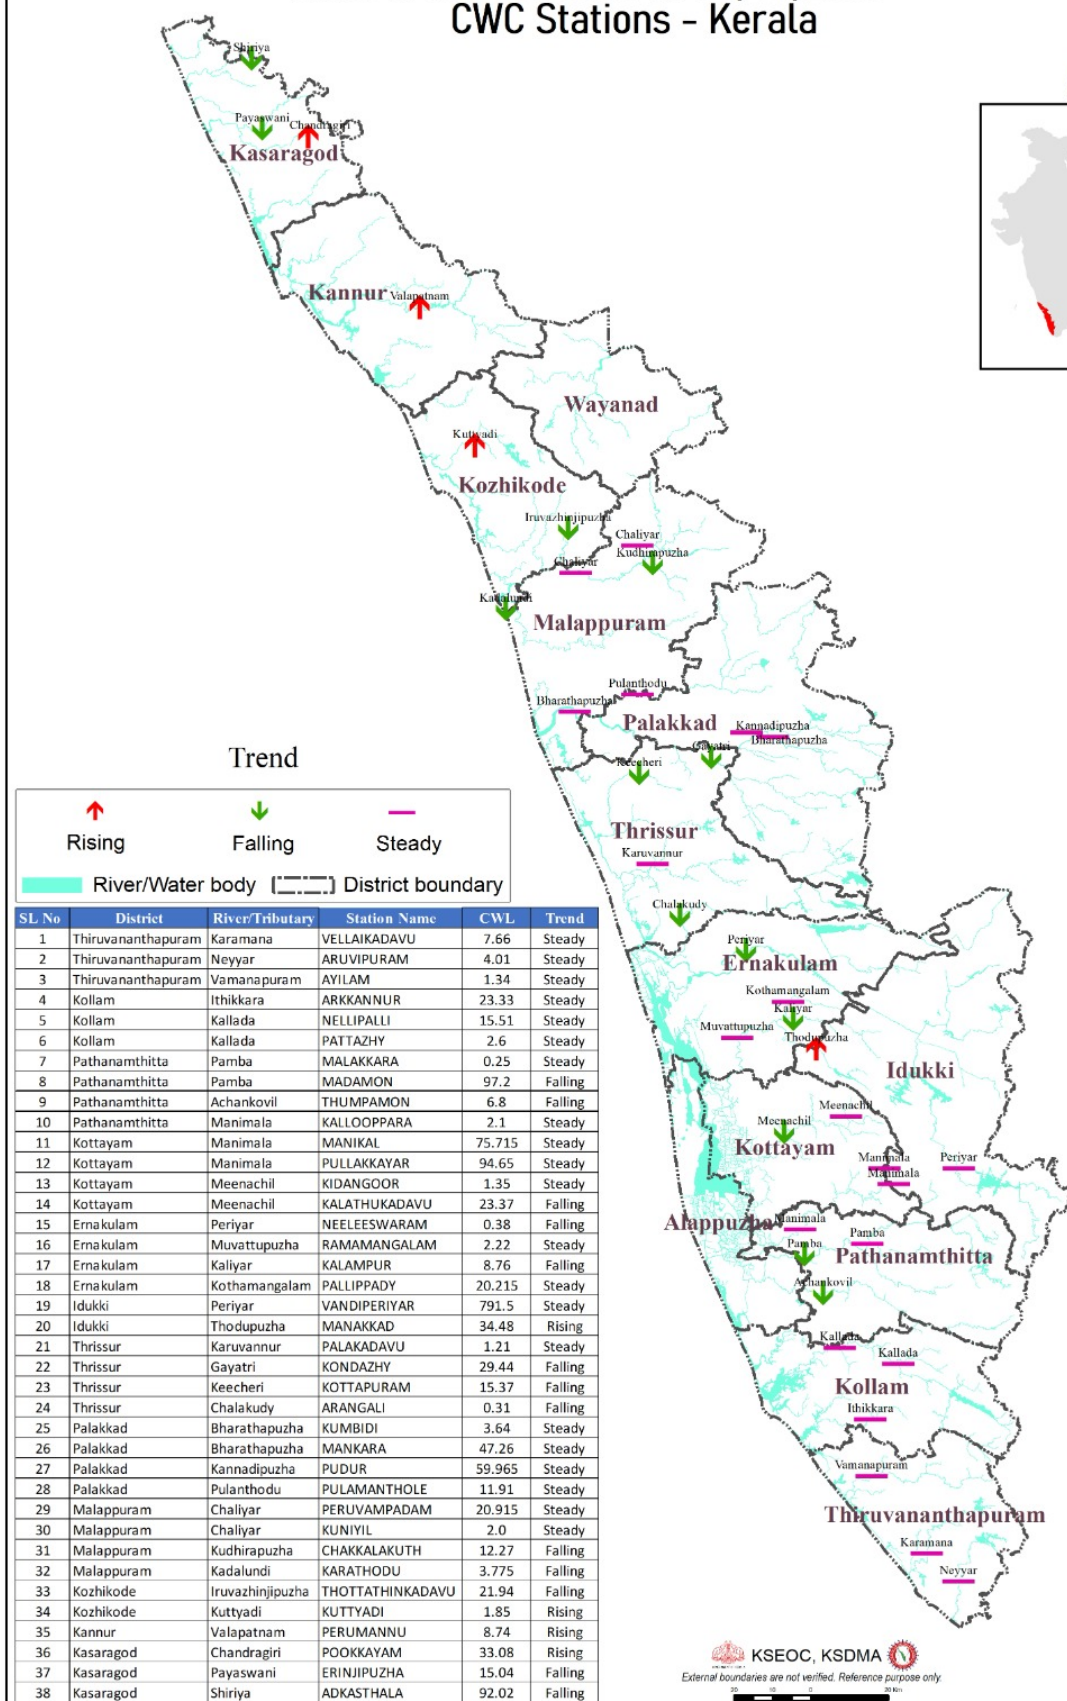 CWC Stations - Kerala
Shiriya
Payaswani
Chandragiri
Kasaragod
Kannur
Valapatnam
Wayanad
Kuttyadi
Kozhikode
Iruvazhinjipuzha
Chaliyar
Kudhirapuzha
Chaliyar
Kadalundi
Malappuram
Pulanthodu
Bharathapuzha
Palakkad
Kannadipuzha
Bharathapuzha
Gayatri
Keecheri
Thrissur
Karuvannur
Chalakudy
Periyar
Ernakulam
Kothamangalam
Kaliyar
Muvattupuzha
Thodupuzha
Idukki
Meenachil
Meenachil
Kottayam
Manimala
Periyar
Manimala
Alappuzha
Manimala
Pamba
Pamba
Pathanamthitta
Achankovil
Kallada
Kallada
Kollam
Ithikkara
Vamanapuram
Thiruvananthapuram
Karamana
Neyyar
Trend
Rising Falling Steady
River/Water body District boundary
SL No District River/Tributary Station Name CWL Trend
1 Thiruvananthapuram Karamana VELLAIKADAVU 7.66 Steady
2 Thiruvananthapuram Neyyar ARUVIPURAM 4.01 Steady
3 Thiruvananthapuram Vamanapuram AYILAM 1.34 Steady
4 Kollam Ithikkara ARKKANNUR 23.33 Steady
5 Kollam Kallada NELLIPALLI 15.51 Steady
6 Kollam Kallada PATTAZHY 2.6 Steady
7 Pathanamthitta Pamba MALAKKARA 0.25 Steady
8 Pathanamthitta Pamba MADAMON 97.2 Falling
9 Pathanamthitta Achankovil THUMPAMON 6.8 Falling
10 Pathanamthitta Manimala KALLOOPPARA 2.1 Steady
11 Kottayam Manimala MANIKAL 75.715 Steady
12 Kottayam Manimala PULLAKKAYAR 94.65 Steady
13 Kottayam Meenachil KIDANGOOR 1.35 Steady
14 Kottayam Meenachil KALATHUKADAVU 23.37 Falling
15 Ernakulam Periyar NEELEESWARAM 0.38 Falling
16 Ernakulam Muvattupuzha RAMAMANGALAM 2.22 Steady
17 Ernakulam Kaliyar KALAMPUR 8.76 Falling
18 Ernakulam Kothamangalam PALLIPPADY 20.215 Steady
19 Idukki Periyar VANDIPERIYAR 791.5 Steady
20 Idukki Thodupuzha MANAKKAD 34.48 Rising
21 Thrissur Karuvannur PALAKADAVU 1.21 Steady
22 Thrissur Gayatri KONDAZHY 29.44 Falling
23 Thrissur Keecheri KOTTAPURAM 15.37 Falling
24 Thrissur Chalakudy ARANGALI 0.31 Falling
25 Palakkad Bharathapuzha KUMBIDI 3.64 Steady
26 Palakkad Bharathapuzha MANKARA 47.26 Steady
27 Palakkad Kannadipuzha PUDUR 59.965 Steady
28 Palakkad Pulanthodu PULAMANTHOLE 11.91 Steady
29 Malappuram Chaliyar PERUVAMPADAM 20.915 Steady
30 Malappuram Chaliyar KUNIYIL 2.0 Steady
31 Malappuram Kudhirapuzha CHAKKALAKUTH 12.27 Falling
32 Malappuram Kadalundi KARATHODU 3.775 Falling
33 Kozhikode Iruvazhinjipuzha THOTTATHINKADAVU 21.94 Falling
34 Kozhikode Kuttyadi KUTTYADI 1.85 Rising
35 Kannur Valapatnam PERUMANNU 8.74 Rising
36 Kasaragod Chandragiri POOKKAYAM 33.08 Rising
37 Kasaragod Payaswani ERINJIPUZHA 15.04 Falling
38 Kasaragod Shiriya ADKASTHALA 92.02 Falling
KSEOC, KSDMA
External boundaries are not verified. Reference purpose only.
20 10 0 20 Km